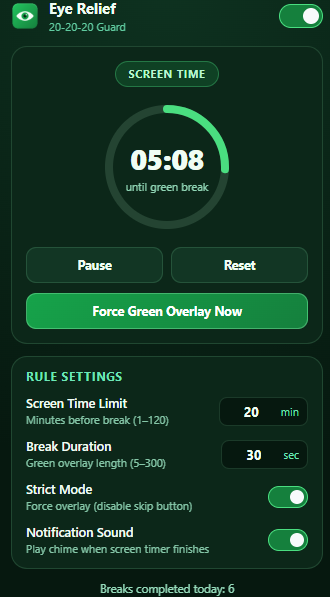 Eye Relief
20-20-20 Guard
SCREEN TIME
05:08
until green break
Pause Reset
Force Green Overlay Now
RULE SETTINGS
Screen Time Limit
Minutes before break (1–120)
20 min
Break Duration
Green overlay length (5–300)
30 sec
Strict Mode
Force overlay (disable skip button)
Notification Sound
Play chime when screen timer finishes
Breaks completed today: 6